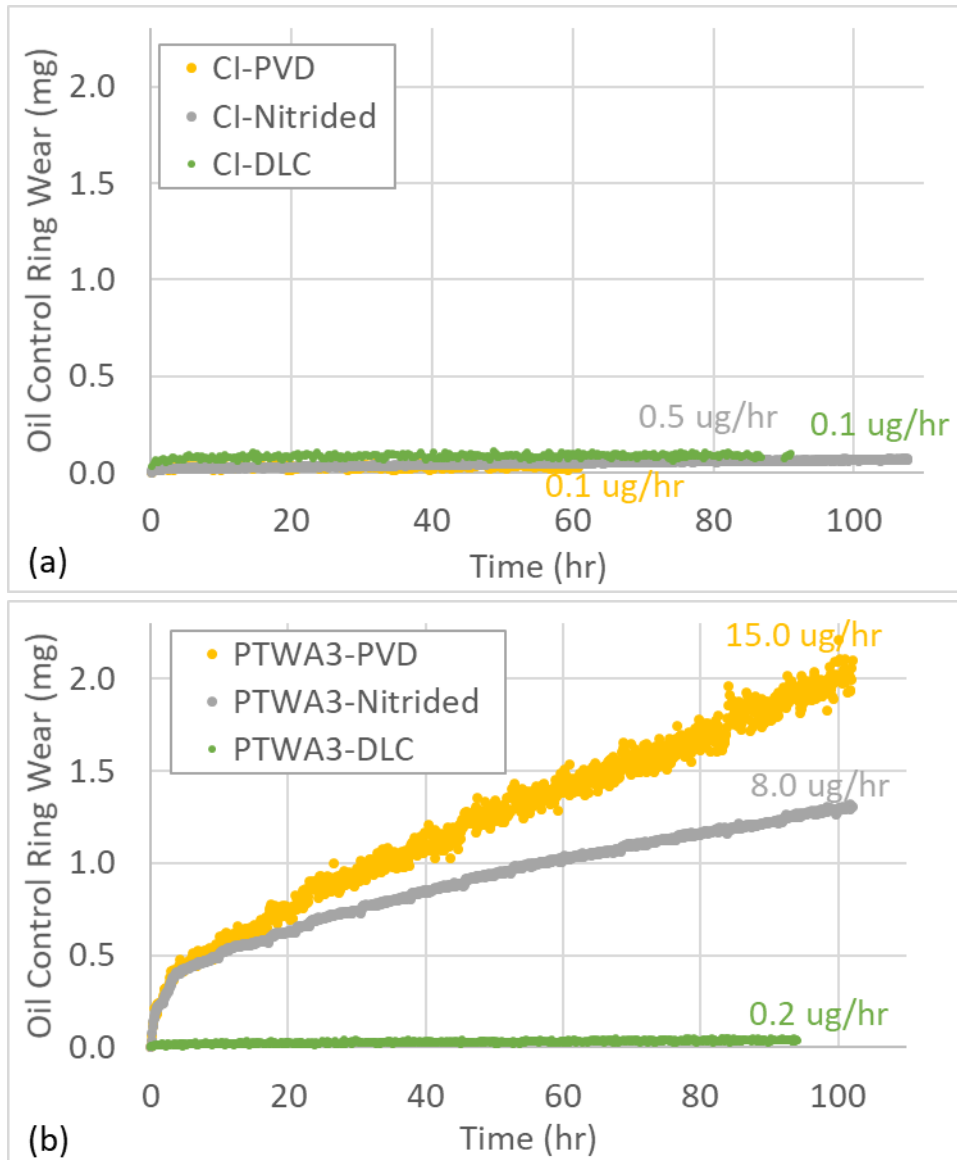 Oil Control Ring Wear (mg)
2.0
1.5
1.0
0.5
0.0
CI-PVD
CI-Nitrided
CI-DLC
0.5 ug/hr
0.1 ug/hr
0.1 ug/hr
0 20 40 60 80 100
Time (hr)
(a)
Oil Control Ring Wear (mg)
2.0
1.5
1.0
0.5
0.0
PTWA3-PVD
PTWA3-Nitrided
PTWA3-DLC
15.0 ug/hr
8.0 ug/hr
0.2 ug/hr
0 20 40 60 80 100
Time (hr)
(b)